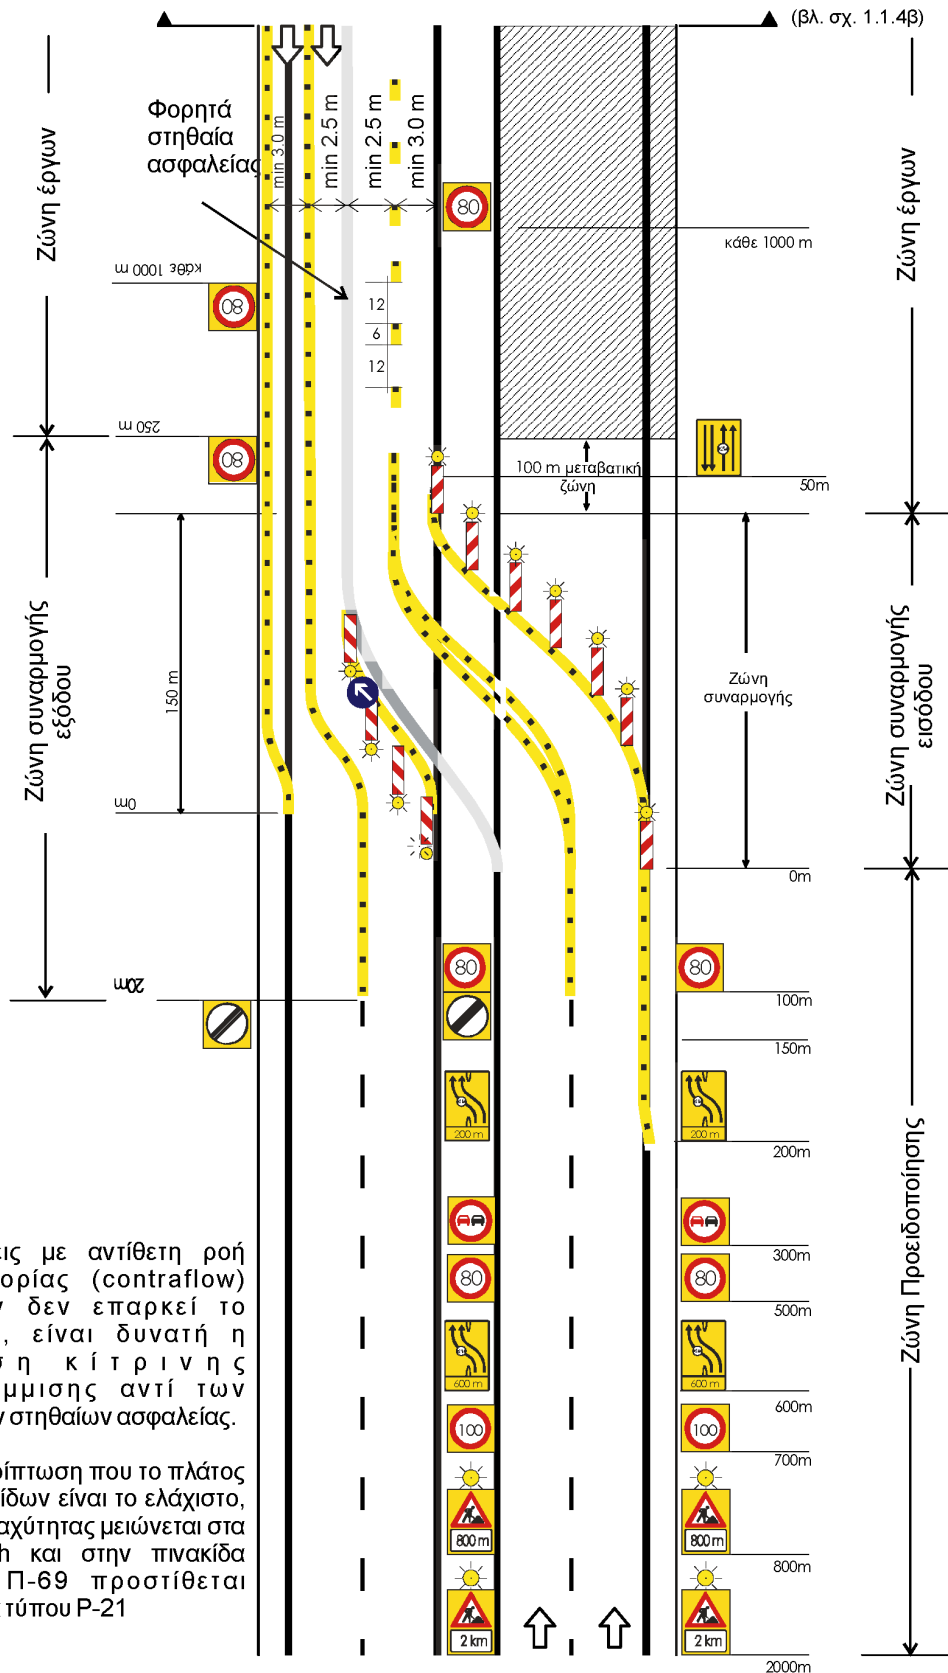 (βλ. σχ. 1.1.4β)
Φορητά
στηθαία
ασφαλείας
min 3.0 m
min 2.5 m
min 2.5 m
min 3.0 m
Ζώνη έργων
Ζώνη έργων
80
κάθε 1000 m
κάθε 1000 m
80
12
6
12
250 m
80
100 m μεταβατική
ζώνη
50m
Ζώνη συναρμογής
εξόδου
150 m
Ζώνη
συναρμογής
Ζώνη συναρμογής
εισόδου
0m
0m
80
80
20m
100m
150m
200 m
200 m
200m
300m
80
80
500m
600 m
600 m
600m
100
100
700m
800 m
800 m
800m
2 km
2 km
2000m
Ζώνη Προειδοποίησης
εις με αντίθετη ροή
ορίας (contraflow)
ν δεν επαρκεί το
, είναι δυνατή η
ση κίτρινης
μμισης αντί των
ν στηθαίων ασφαλείας.
ρίπτωση που το πλάτος
ίδων είναι το ελάχιστο,
αχύτητας μειώνεται στα
h και στην πινακίδα
Π-69 προστίθεται
τύπου Ρ-21